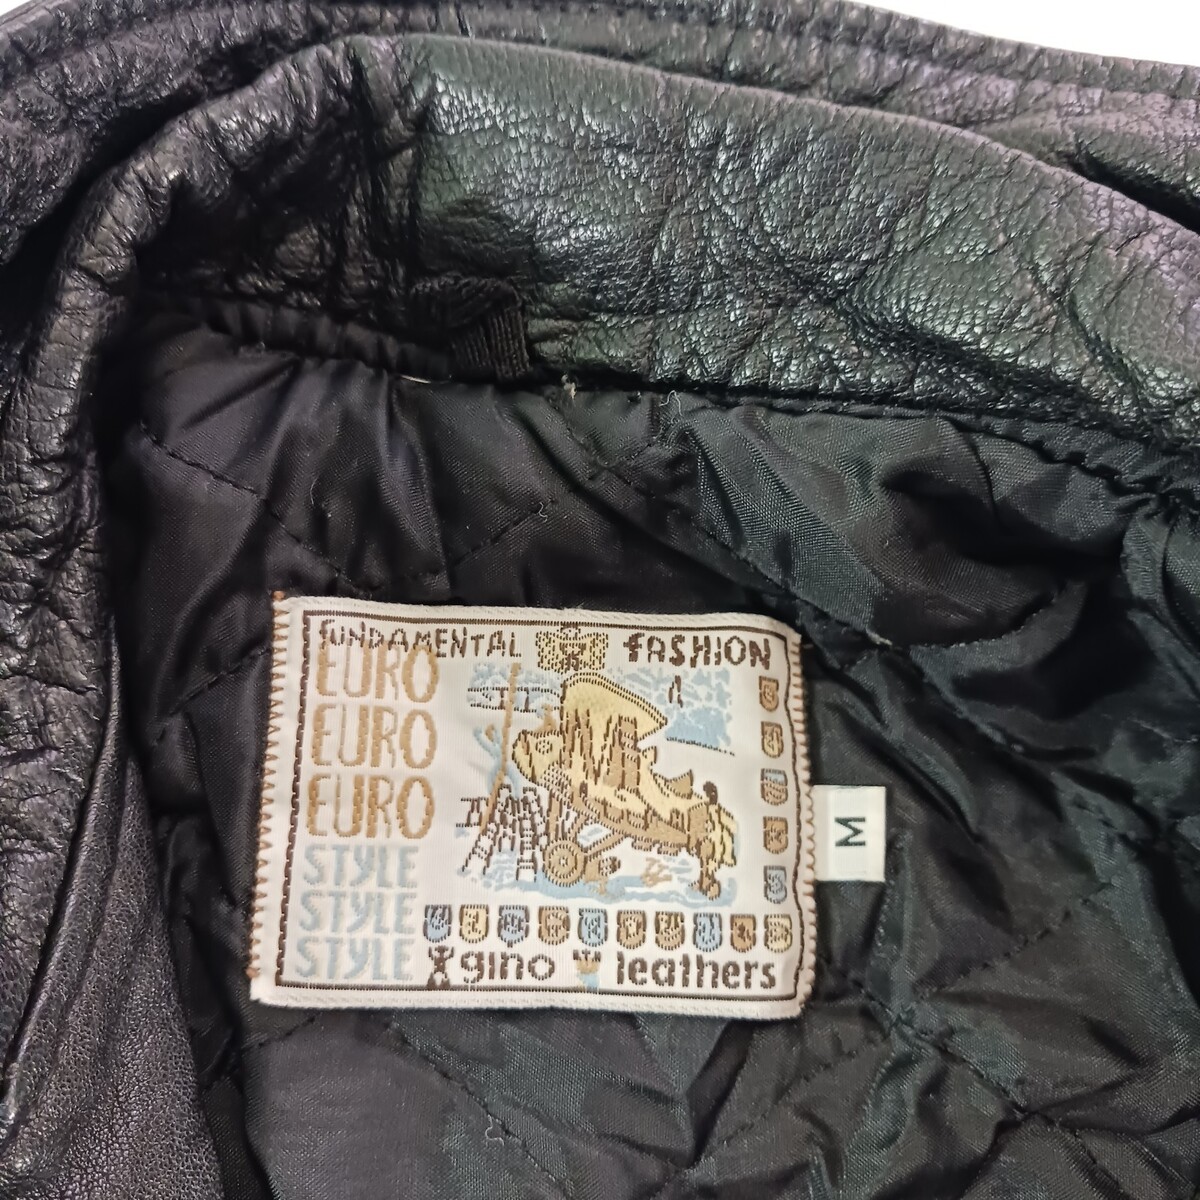 FUNDAMENTAL FASHION
EURO
EURO
EURO
STYLE
STYLE
STYLE
gino leathers
M